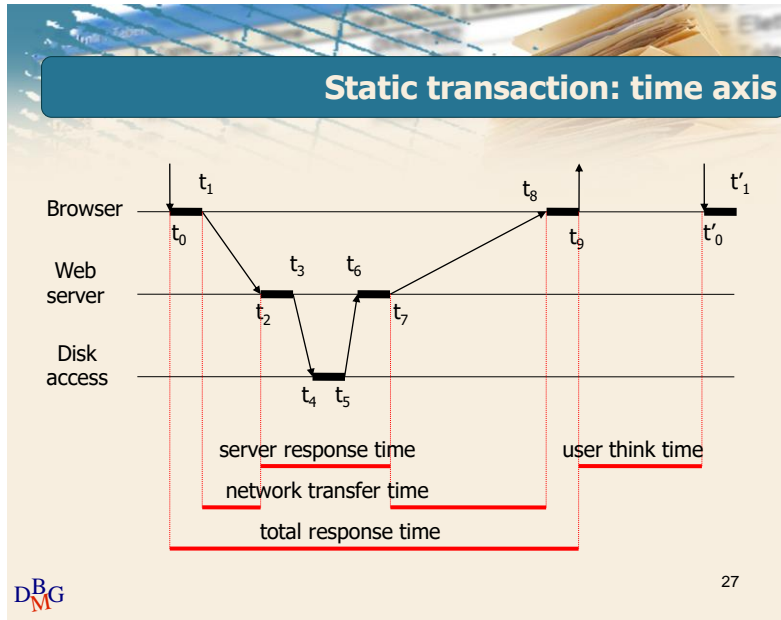 Static transaction: time axis
t1 t8 t′1
Browser
t0 t9 t′0
Web
server
t3 t6
t2 t7
Disk
access
t4 t5
server response time user think time
network transfer time
total response time
DBMG 27